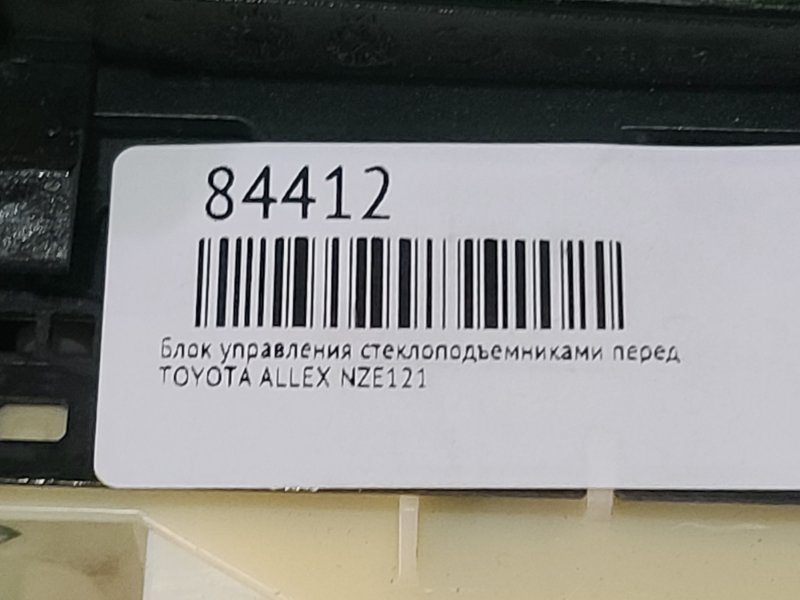 84412
Блок управления стеклоподъемниками перед
TOYOTA ALLEX NZE121